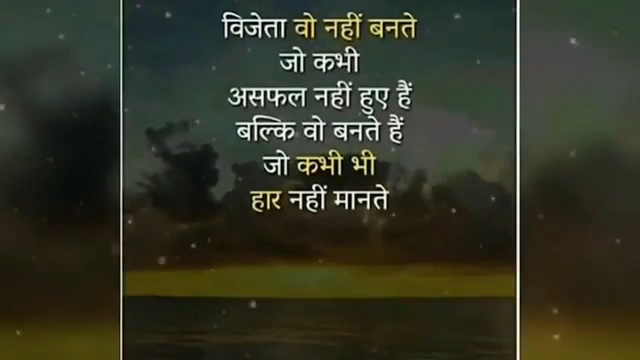 विजेता वो नहीं बनते
जो कभी
असफल नहीं हुए हैं
बल्कि वो बनते हैं
जो कभी भी
हार नहीं मानते